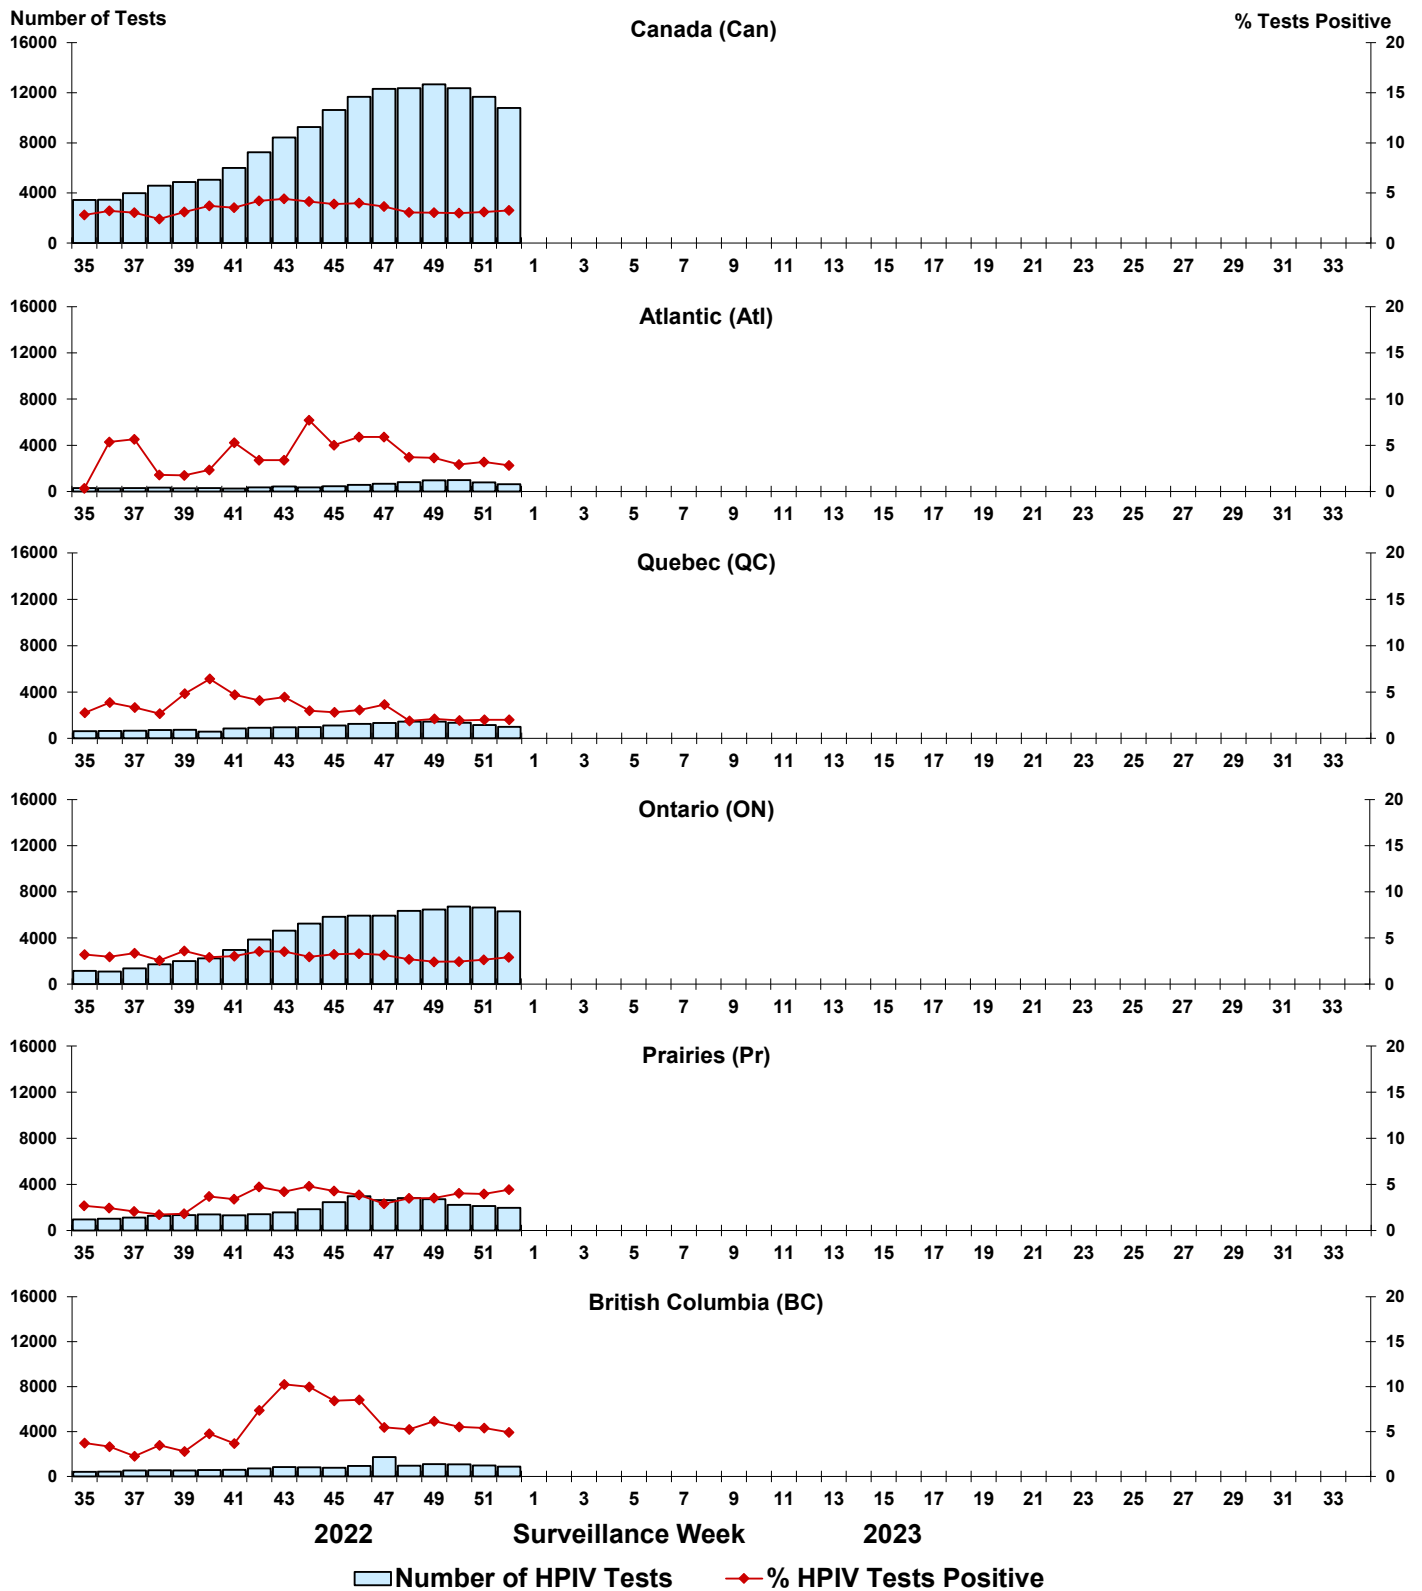 Number of Tests
Canada (Can)
% Tests Positive
16000 20
12000 15
8000 10
4000 5
0 0
35 37 39 41 43 45 47 49 51 1 3 5 7 9 11 13 15 17 19 21 23 25 27 29 31 33
Atlantic (Atl)
16000 20
12000 15
8000 10
4000 5
0 0
35 37 39 41 43 45 47 49 51 1 3 5 7 9 11 13 15 17 19 21 23 25 27 29 31 33
Quebec (QC)
16000 20
12000 15
8000 10
4000 5
0 0
35 37 39 41 43 45 47 49 51 1 3 5 7 9 11 13 15 17 19 21 23 25 27 29 31 33
Ontario (ON)
16000 20
12000 15
8000 10
4000 5
0 0
35 37 39 41 43 45 47 49 51 1 3 5 7 9 11 13 15 17 19 21 23 25 27 29 31 33
Prairies (Pr)
16000 20
12000 15
8000 10
4000 5
0 0
35 37 39 41 43 45 47 49 51 1 3 5 7 9 11 13 15 17 19 21 23 25 27 29 31 33
British Columbia (BC)
16000 20
12000 15
8000 10
4000 5
0 0
35 37 39 41 43 45 47 49 51 1 3 5 7 9 11 13 15 17 19 21 23 25 27 29 31 33
2022 Surveillance Week 2023
Number of HPIV Tests % HPIV Tests Positive